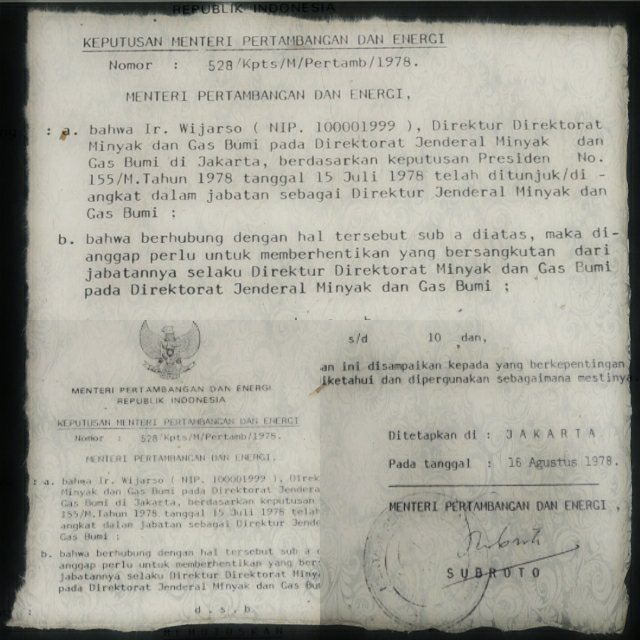 REPUBLIK INDONESIA
KEPUTUSAN MENTERI PERTAMBANGAN DAN ENERGI
Nomor : 528/Kpts/M/Pertamb/1978.
MENTERI PERTAMBANGAN DAN ENERGI,
: a. bahwa Ir. Wijarso ( NIP. 100001999 ), Direktur Direktorat
Minyak dan Gas Bumi pada Direktorat Jenderal Minyak dan
Gas Bumi di Jakarta, berdasarkan keputusan Presiden No.
155/M.Tahun 1978 tanggal 15 Juli 1978 telah ditunjuk/di -
angkat dalam jabatan sebagai Direktur Jenderal Minyak dan
Gas Bumi ;
b. bahwa berhubung dengan hal tersebut sub a diatas, maka di-
anggap perlu untuk memberhentikan yang bersangkutan dari
jabatannya selaku Direktur Direktorat Minyak dan Gas Bumi
pada Direktorat Jenderal Minyak dan Gas Bumi ;
MENTERI PERTAMBANGAN DAN ENERGI
REPUBLIK INDONESIA
KEPUTUSAN MENTERI PERTAMBANGAN DAN ENERGI
Nomor : 528/Kpts/M/Pertamb/1978.
MENTERI PERTAMBANGAN DAN ENERGI,
: a. bahwa Ir. Wijarso ( NIP. 100001999 ), Direk
Minyak dan Gas Bumi pada Direktorat Jendera
Gas Bumi di Jakarta, berdasarkan keputusan
155/M.Tahun 1978 tanggal 15 Juli 1978 telah
angkat dalam jabatan sebagai Direktur Jende
Gas Bumi ;
b. bahwa berhubung dengan hal tersebut sub a
anggap perlu untuk memberhentikan yang ber
jabatannya selaku Direktur Direktorat Miny
pada Direktorat Jenderal Minyak dan Gas Bu
: d.s.b.
s/d 10 dan,
an ini disampaikan kepada yang berkepentingan
iketahui dan dipergunakan sebagaimana mestinya
Ditetapkan di : JAKARTA
Pada tanggal : 16 Agustus 1978.
MENTERI PERTAMBANGAN DAN ENERGI ,
SUBROTO